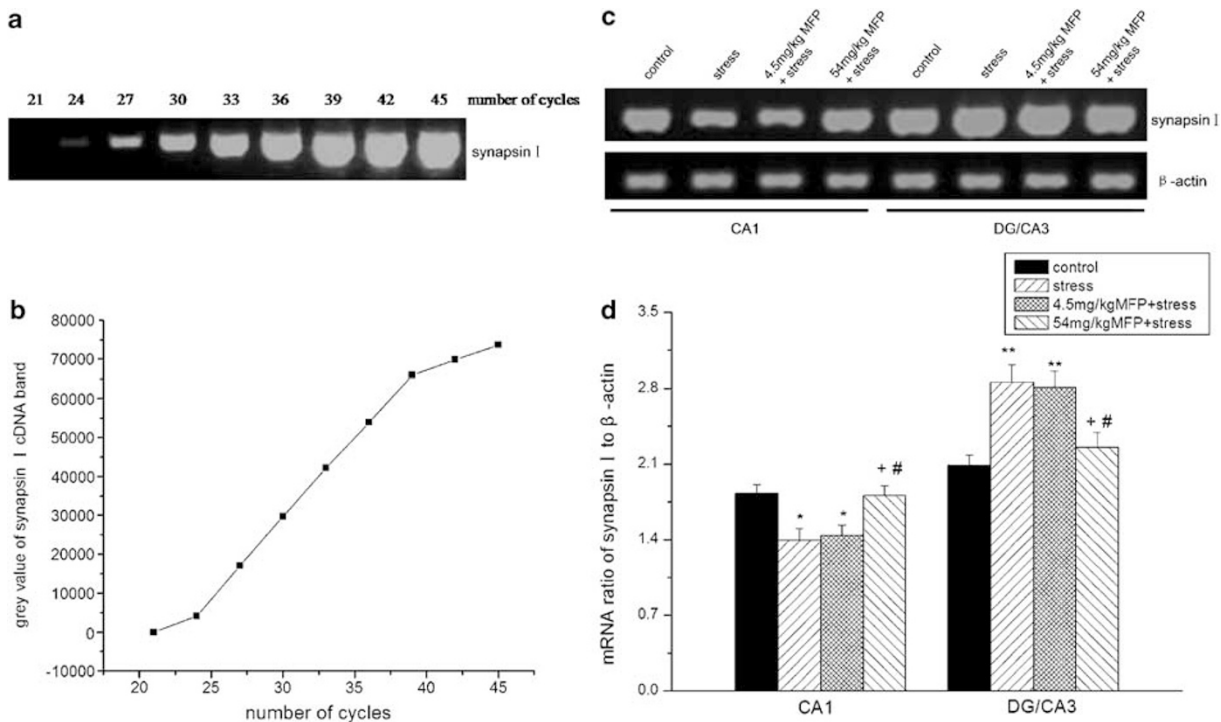 a
21 24 27 30 33 36 39 42 45 number of cycles
synapsin I
b
80000
70000
60000
50000
40000
30000
20000
10000
0
-10000
20 25 30 35 40 45
grey value of synapsin I cDNA band
number of cycles
c
control
stress
4.5mg/kg MFP
+ stress
54mg/kg MFP
+ stress
control
stress
4.5mg/kg MFP
+ stress
54mg/kg MFP
+ stress
synapsin I
β-actin
CA1 DG/CA3
control
stress
4.5mg/kgMFP+stress
54mg/kgMFP+stress
d
3.5
2.8
2.1
1.4
0.7
0.0
mRNA ratio of synapsin I to β-actin
* * + #
** ** + #
CA1 DG/CA3